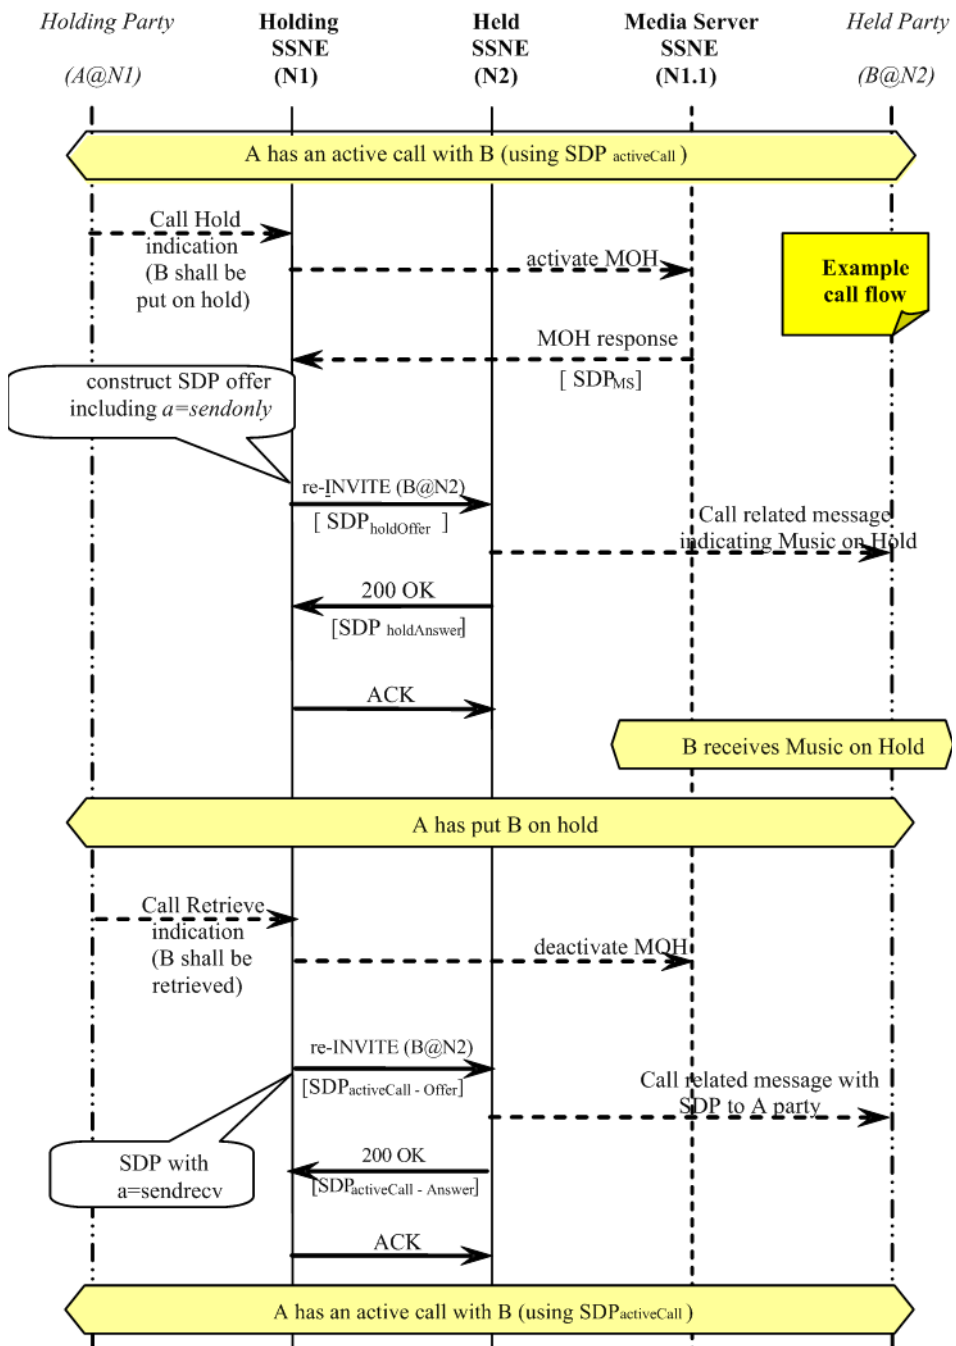 Holding Party
Holding
SSNE
Held
SSNE
Media Server
SSNE
Held Party
(A@N1)
(N1)
(N2)
(N1.1)
(B@N2)
A has an active call with B (using SDP activeCall )
Call Hold
indication
(B shall be
put on hold)
activate MOH
Example
call flow
MOH response
[ SDPMS]
construct SDP offer
including a=sendonly
re-INVITE (B@N2)
[ SDPholdOffer ]
Call related message
indicating Music on Hold
200 OK
[SDP holdAnswer]
ACK
B receives Music on Hold
A has put B on hold
Call Retrieve
indication
(B shall be
retrieved)
deactivate MOH
re-INVITE (B@N2)
[SDPactiveCall - Offer]
Call related message with
SDP to A party
SDP with
a=sendrecv
200 OK
[SDPactiveCall - Answer]
ACK
A has an active call with B (using SDPactiveCall )